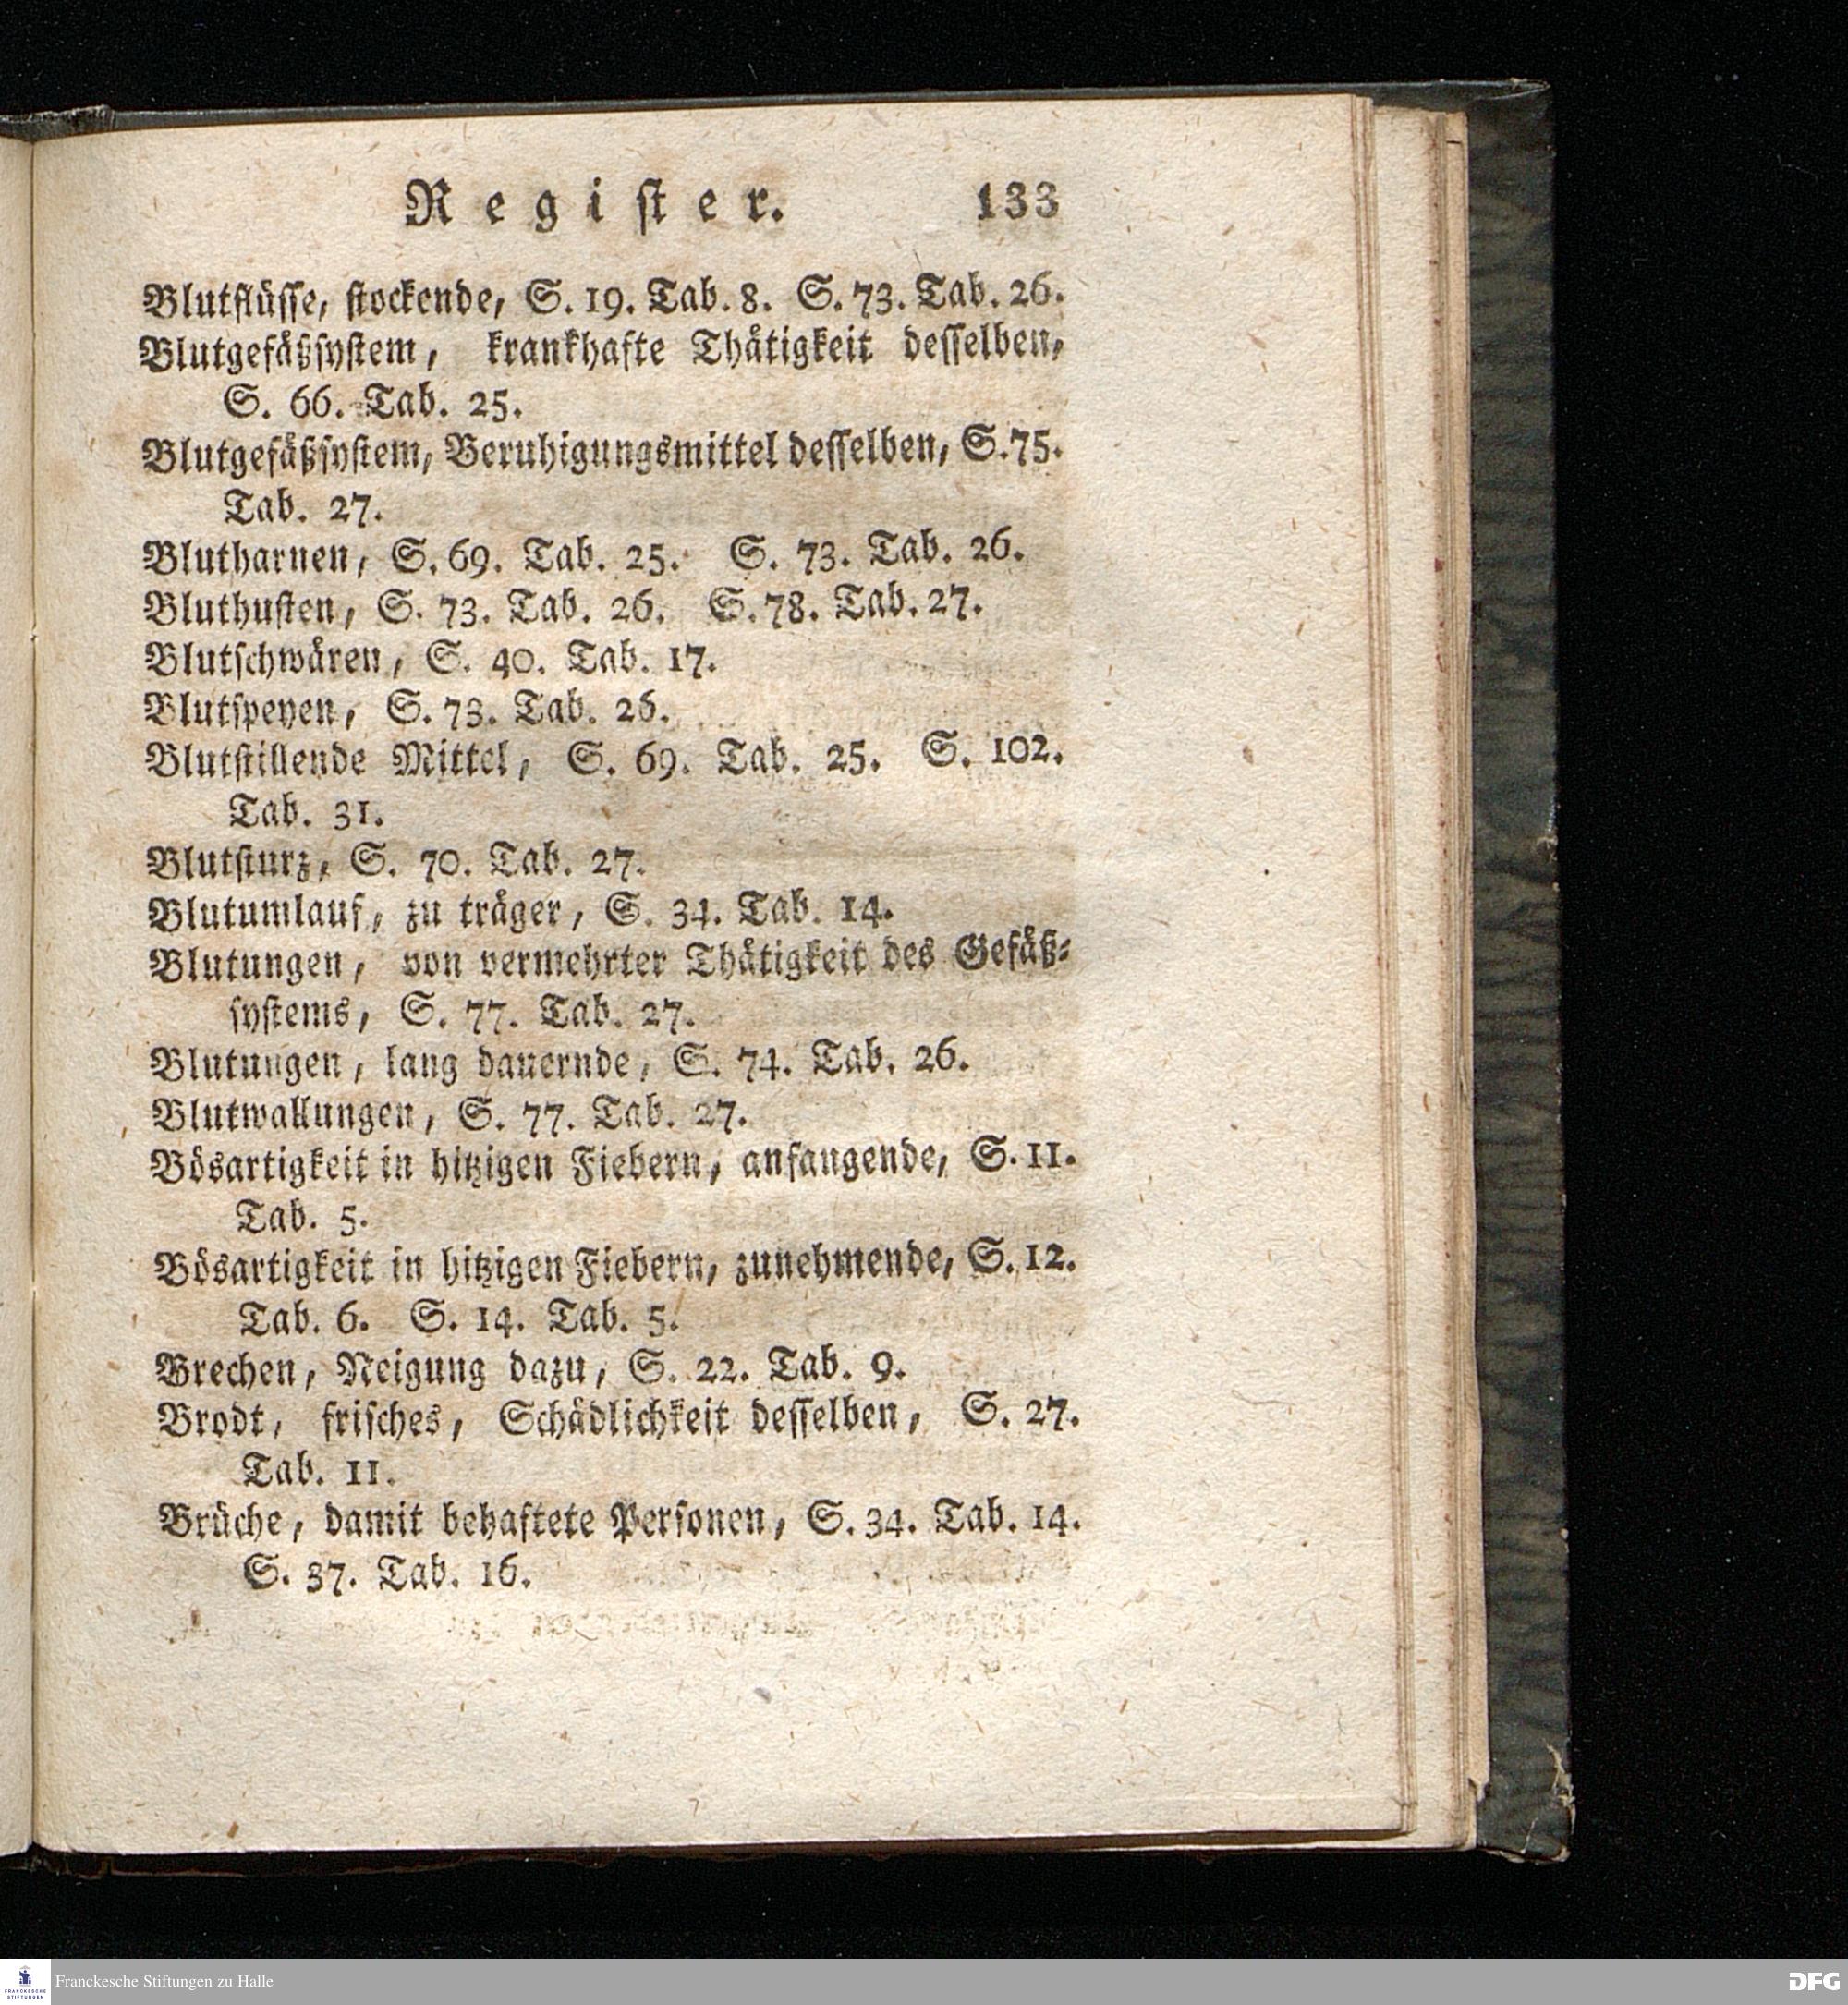 Register. 133
Blutflüsse, stockende, S. 19. Tab. 8. S. 73. Tab. 26.
Blutgefäßsystem, krankhafte Thätigkeit desselben,
S. 66. Tab. 25.
Blutgefäßsystem, Beruhigungsmittel desselben, S. 75.
Tab. 27.
Blutharnen, S. 69. Tab. 25. S. 73. Tab. 26.
Bluthusten, S. 73. Tab. 26. S. 78. Tab. 27.
Blutschwären, S. 40. Tab. 17.
Blutspeyen, S. 73. Tab. 26.
Blutstillende Mittel, S. 69. Tab. 25. S. 102.
Tab. 31.
Blutsturz, S. 70. Tab. 27.
Blutumlauf, zu träger, S. 34. Tab. 14.
Blutungen, von vermehrter Thätigkeit des Gefäß-
systems, S. 77. Tab. 27.
Blutungen, lang dauernde, S. 74. Tab. 26.
Blutwallungen, S. 77. Tab. 27.
Bösartigkeit in hitzigen Fiebern, anfangende, S. 11.
Tab. 5.
Bösartigkeit in hitzigen Fiebern, zunehmende, S. 12.
Tab. 6. S. 14. Tab. 5.
Brechen, Neigung dazu, S. 22. Tab. 9.
Brodt, frisches, Schädlichkeit desselben, S. 27.
Tab. 11.
Brüche, damit behaftete Personen, S. 34. Tab. 14.
S. 37. Tab. 16.
Franckesche Stiftungen zu Halle
FRANCKESCHE
STIFTUNGEN
DFG